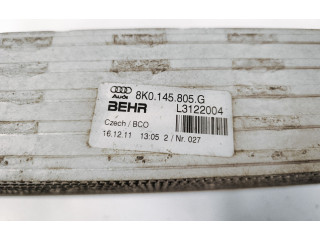 Audi 8K0.145.805.G
BEHR L3122004
Czech / BCO
16.12.11 13:05 2 / Nr. 027